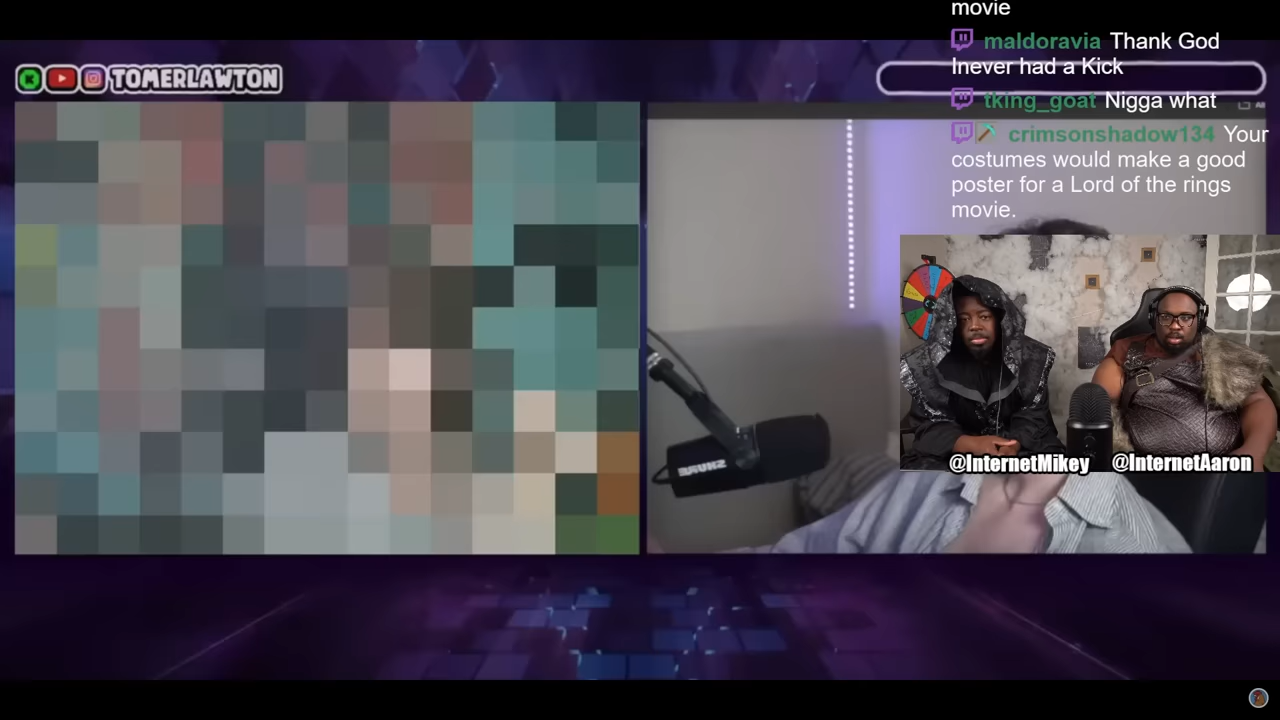 movie
maldoravia Thank God
Inever had a Kick
tking_goat Nigga what
crimsonshadow134 Your
costumes would make a good
poster for a Lord of the rings
movie.
TOMERLAWTON
SHURE
@InternetMikey @InternetAaron